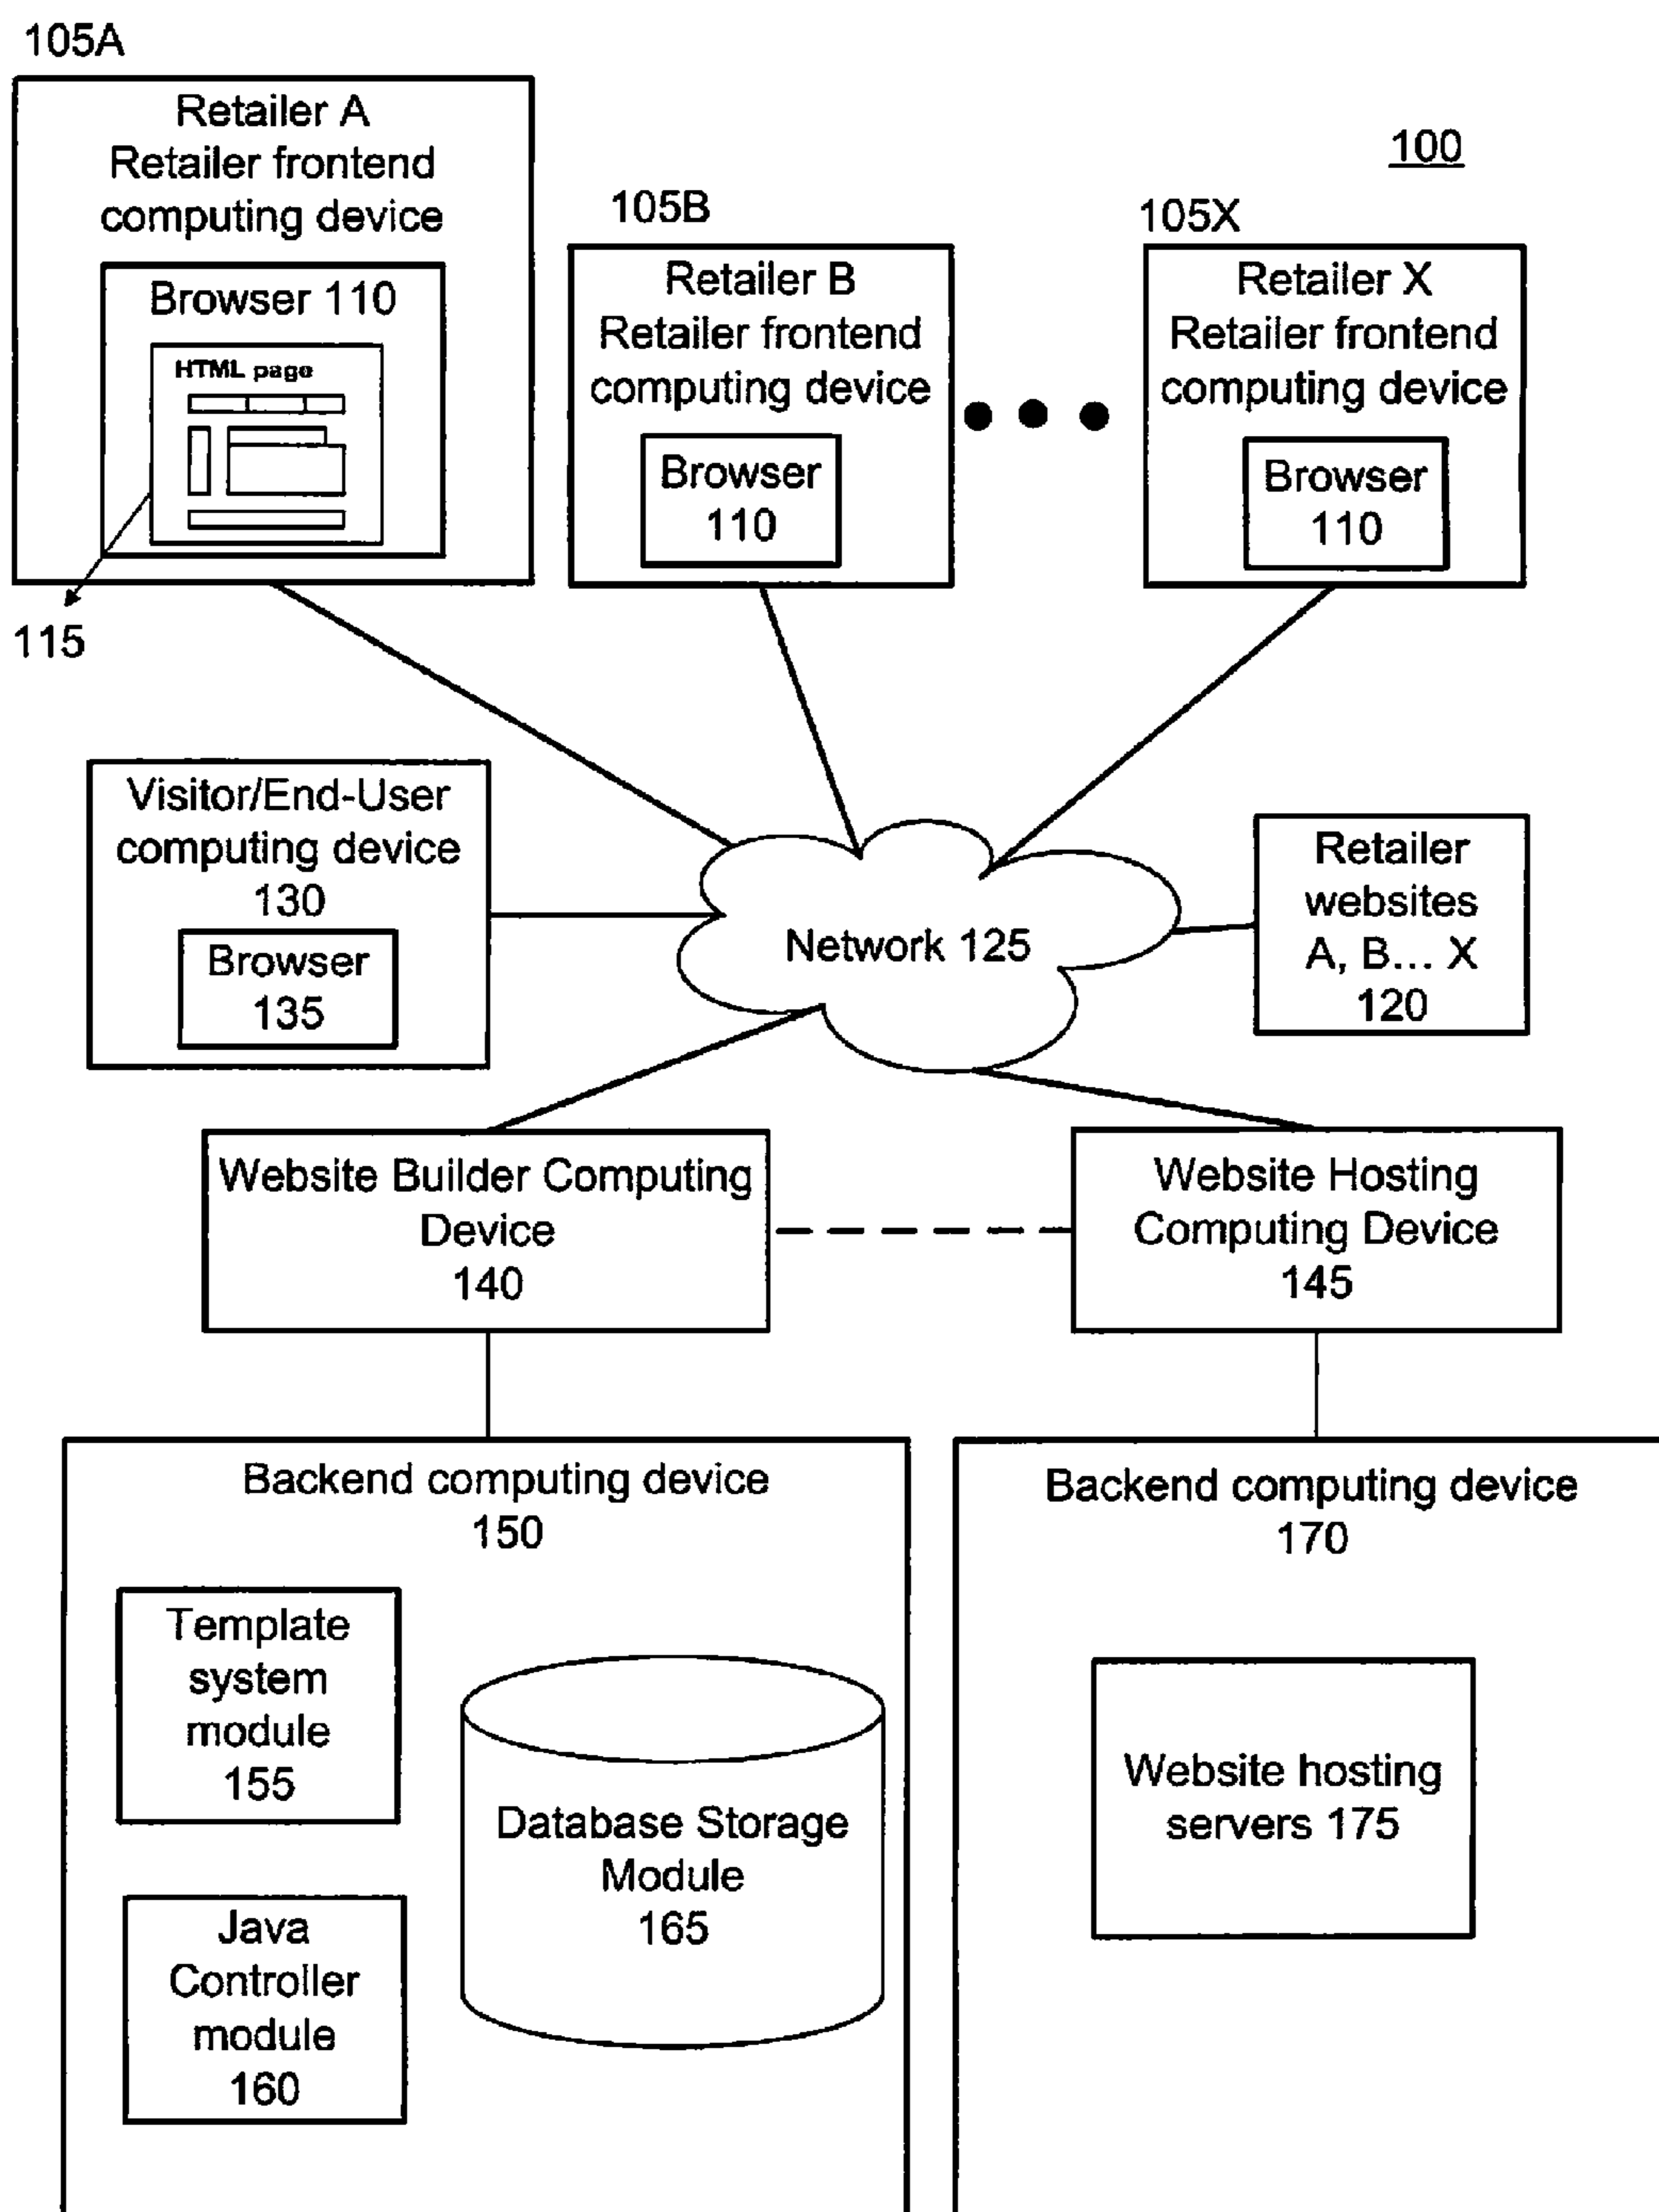 105A
Retailer A
Retailer frontend
computing device
Browser 110
HTML page
115
100
105B
Retailer B
Retailer frontend
computing device
Browser
110
105X
Retailer X
Retailer frontend
computing device
Browser
110
Visitor/End-User
computing device
130
Browser
135
Network 125
Retailer
websites
A, B... X
120
Website Builder Computing
Device
140
Website Hosting
Computing Device
145
Backend computing device
150
Template
system
module
155
Java
Controller
module
160
Database Storage
Module
165
Backend computing device
170
Website hosting
servers 175